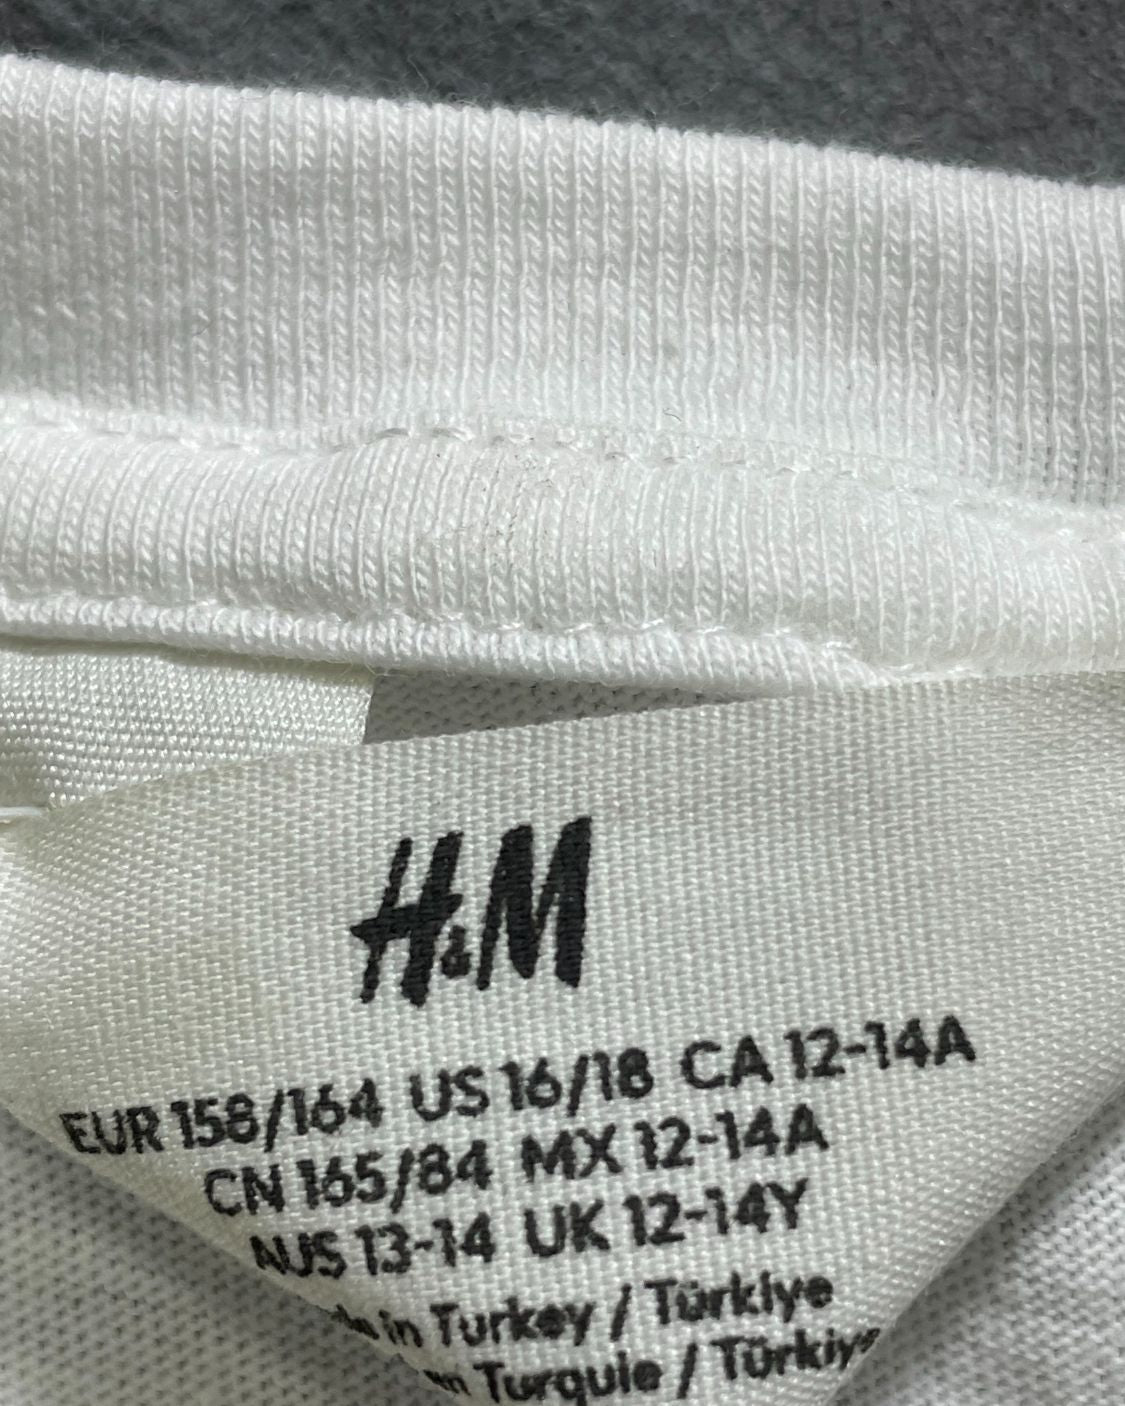 H&M
EUR 158/164 US 16/18 CA 12-14A
CN 165/84 MX 12-14A
AUS 13-14 UK 12-14Y
in Turkey / Türkiye
en Turquie / Türkiye